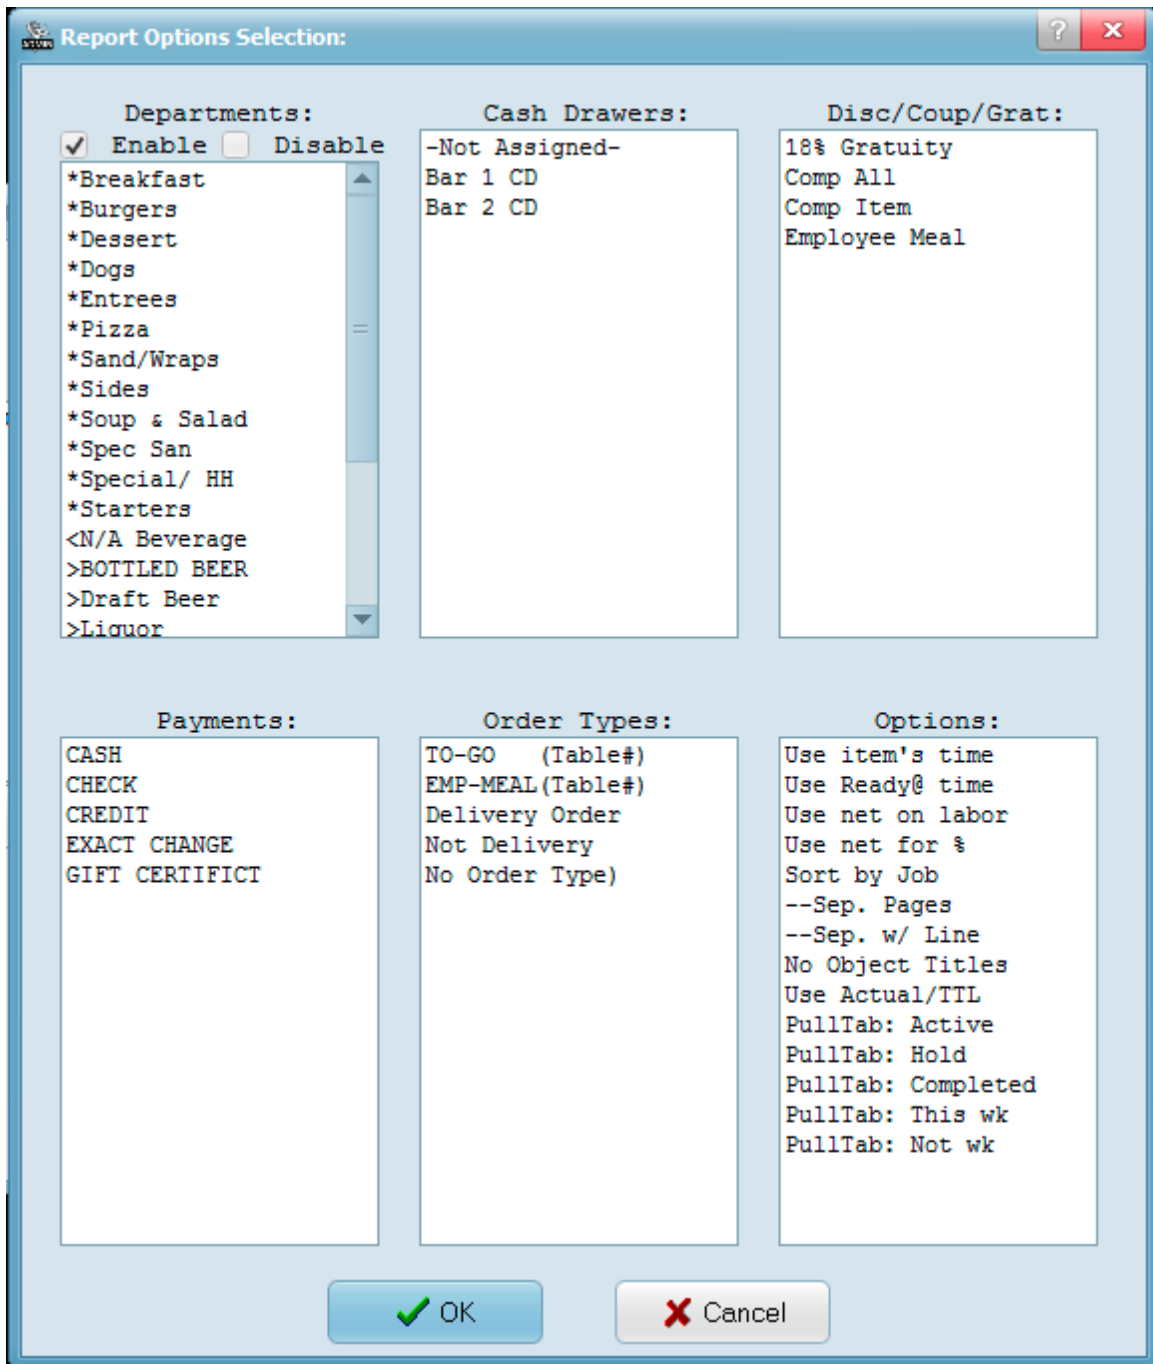 Report Options Selection:
Departments:
Enable Disable
*Breakfast
*Burgers
*Dessert
*Dogs
*Entrees
*Pizza
*Sand/Wraps
*Sides
*Soup & Salad
*Spec San
*Special/ HH
*Starters
<N/A Beverage
>BOTTLED BEER
>Draft Beer
>Liquor
Cash Drawers:
-Not Assigned-
Bar 1 CD
Bar 2 CD
Disc/Coup/Grat:
18% Gratuity
Comp All
Comp Item
Employee Meal
Payments:
CASH
CHECK
CREDIT
EXACT CHANGE
GIFT CERTIFICT
Order Types:
TO-GO   (Table#)
EMP-MEAL(Table#)
Delivery Order
Not Delivery
No Order Type)
Options:
Use item's time
Use Ready@ time
Use net on labor
Use net for %
Sort by Job
--Sep. Pages
--Sep. w/ Line
No Object Titles
Use Actual/TTL
PullTab: Active
PullTab: Hold
PullTab: Completed
PullTab: This wk
PullTab: Not wk
OK
Cancel